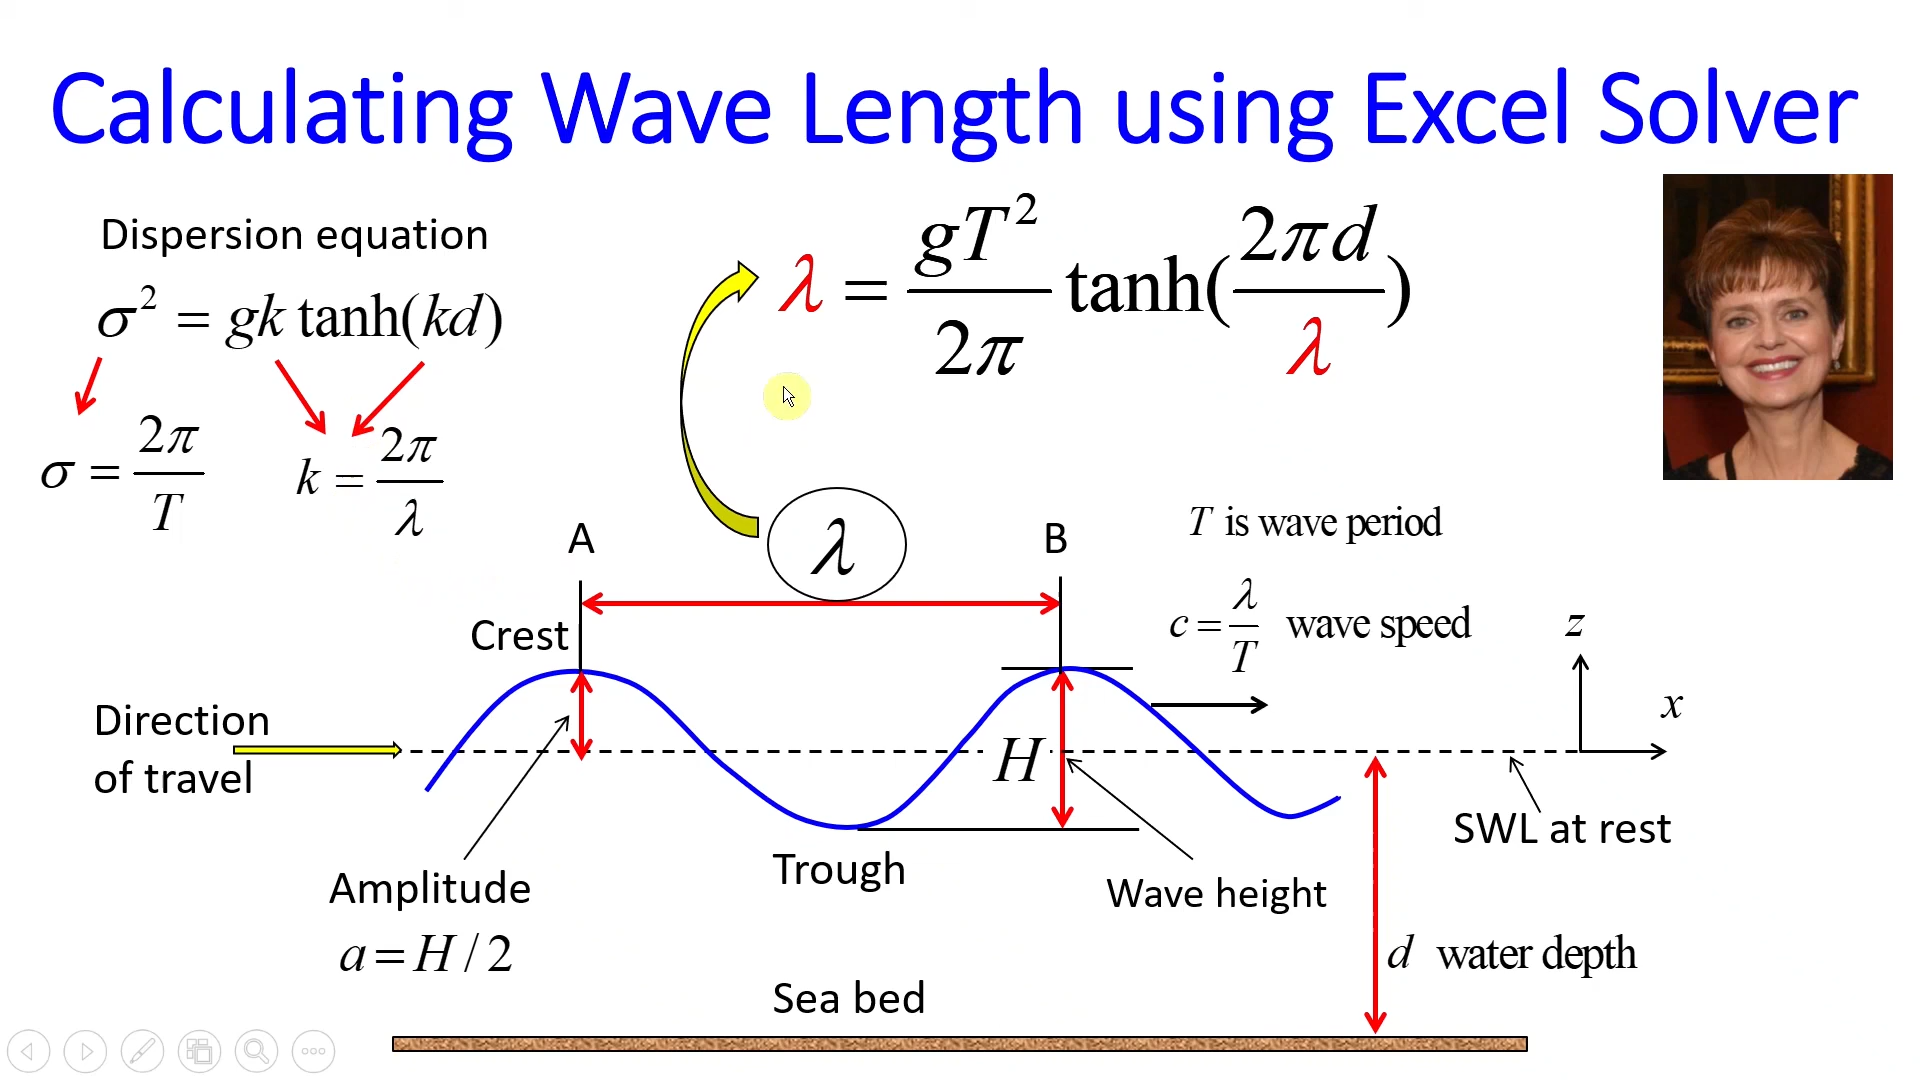 Calculating Wave Length using Excel Solver
Dispersion equation
σ² = gk tanh(kd)
σ = 2π / T
k = 2π / λ
λ = gT² / 2π tanh(2πd / λ)
λ
A
B
T is wave period
c = λ / T wave speed
Crest
z
x
Direction
of travel
H
SWL at rest
Trough
Amplitude
a = H / 2
Wave height
d water depth
Sea bed